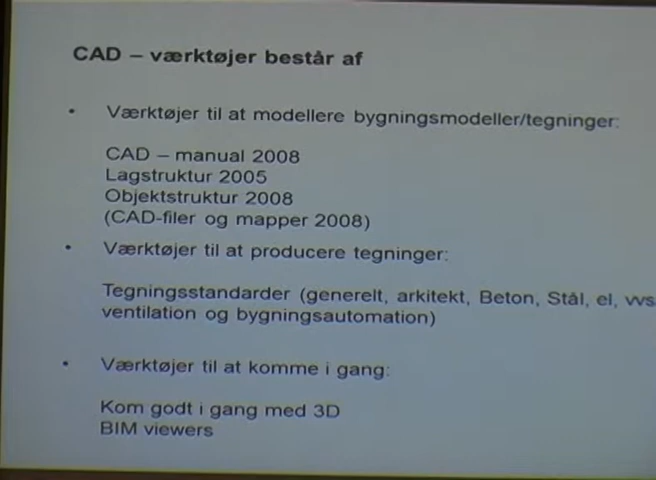 CAD – værktøjer består af
• Værktøjer til at modellere bygningsmodeller/tegninger:
CAD – manual 2008
Lagstruktur 2005
Objektstruktur 2008
(CAD-filer og mapper 2008)
• Værktøjer til at producere tegninger:
Tegningsstandarder (generelt, arkitekt, Beton, Stål, el, vvs
ventilation og bygningsautomation)
• Værktøjer til at komme i gang:
Kom godt i gang med 3D
BIM viewers